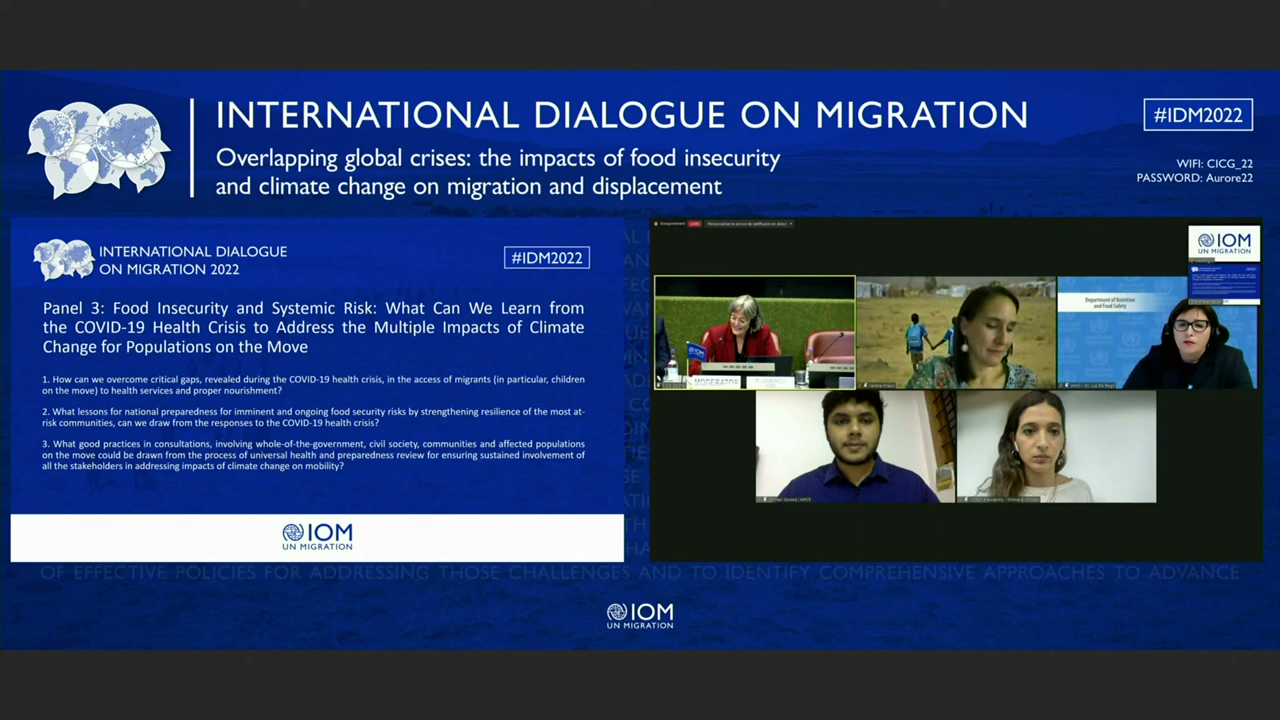 INTERNATIONAL DIALOGUE ON MIGRATION
Overlapping global crises: the impacts of food insecurity
and climate change on migration and displacement
#IDM2022
WIFI: CICG_22
PASSWORD: Aurore22
INTERNATIONAL DIALOGUE
ON MIGRATION 2022
#IDM2022
Panel 3: Food Insecurity and Systemic Risk: What Can We Learn from
the COVID-19 Health Crisis to Address the Multiple Impacts of Climate
Change for Populations on the Move
1. How can we overcome critical gaps, revealed during the COVID-19 health crisis, in the access of migrants (in particular, children
on the move) to health services and proper nourishment?
2. What lessons for national preparedness for imminent and ongoing food security risks by strengthening resilience of the most at-
risk communities, can we draw from the responses to the COVID-19 health crisis?
3. What good practices in consultations, involving whole-of-the-government, civil society, communities and affected populations
on the move could be drawn from the process of universal health and preparedness review for ensuring sustained involvement of
all the stakeholders in addressing impacts of climate change on mobility?
IOM
UN MIGRATION
LIVE
IOM
UN MIGRATION
MODERATOR
Department of Nutrition
and Food Safety
OF EFFECTIVE POLICIES FOR ADDRESSING THOSE CHALLENGES AND TO IDENTIFY COMPREHENSIVE APPROACHES TO ADVANCE
IOM
UN MIGRATION